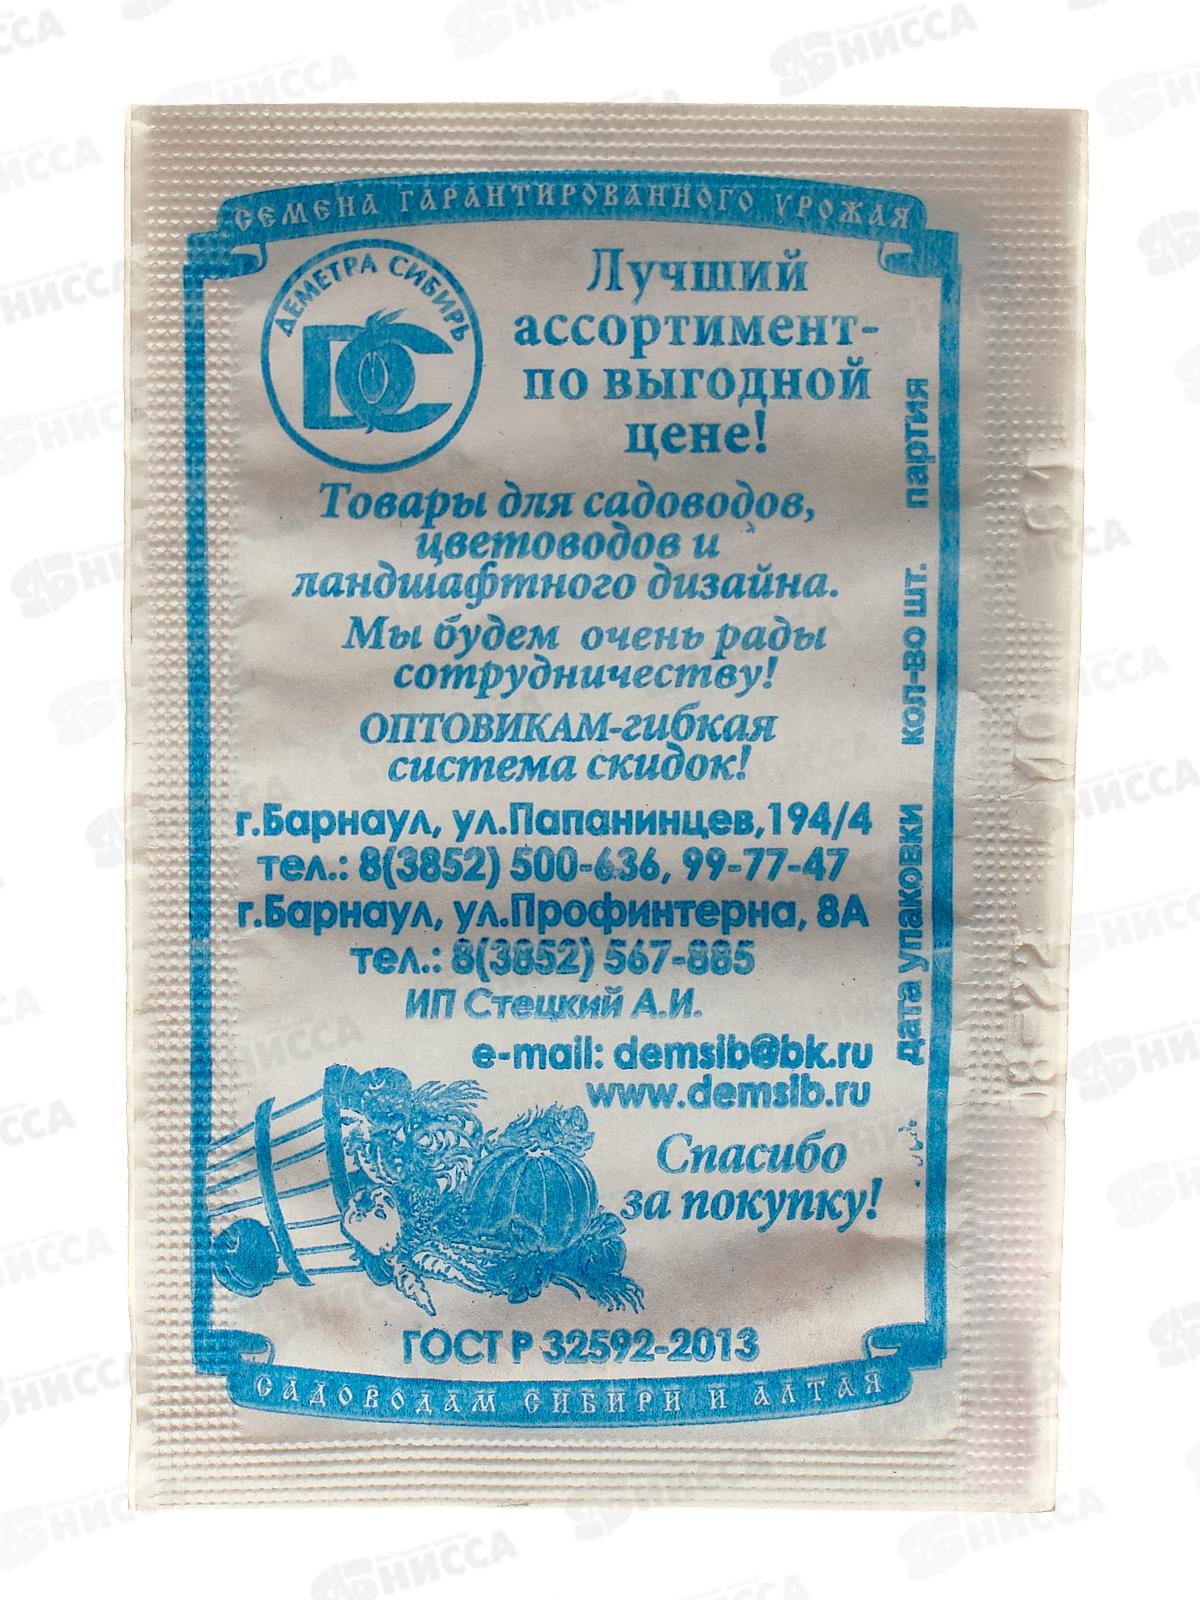 СЕМЕНА ГАРАНТИРОВАННОГО УРОЖАЯ
ДЕМЕТРА СИБИРЬ
DC
Лучший
ассортимент-
по выгодной
цене!
Товары для садоводов,
цветоводов и
ландшафтного дизайна.
Мы будем очень рады
сотрудничеству!
ОПТОВИКАМ-гибкая
система скидок!
г.Барнаул, ул.Папанинцев,194/4
тел.: 8(3852) 500-636, 99-77-47
г.Барнаул, ул.Профинтерна, 8А
тел.: 8(3852) 567-885
ИП Стецкий А.И.
e-mail: demsib@bk.ru
www.demsib.ru
Спасибо
за покупку!
ГОСТ Р 32592-2013
САДОВОДАМ СИБИРИ И АЛТАЯ
дата упаковки кол-во шт. партия
НИССА